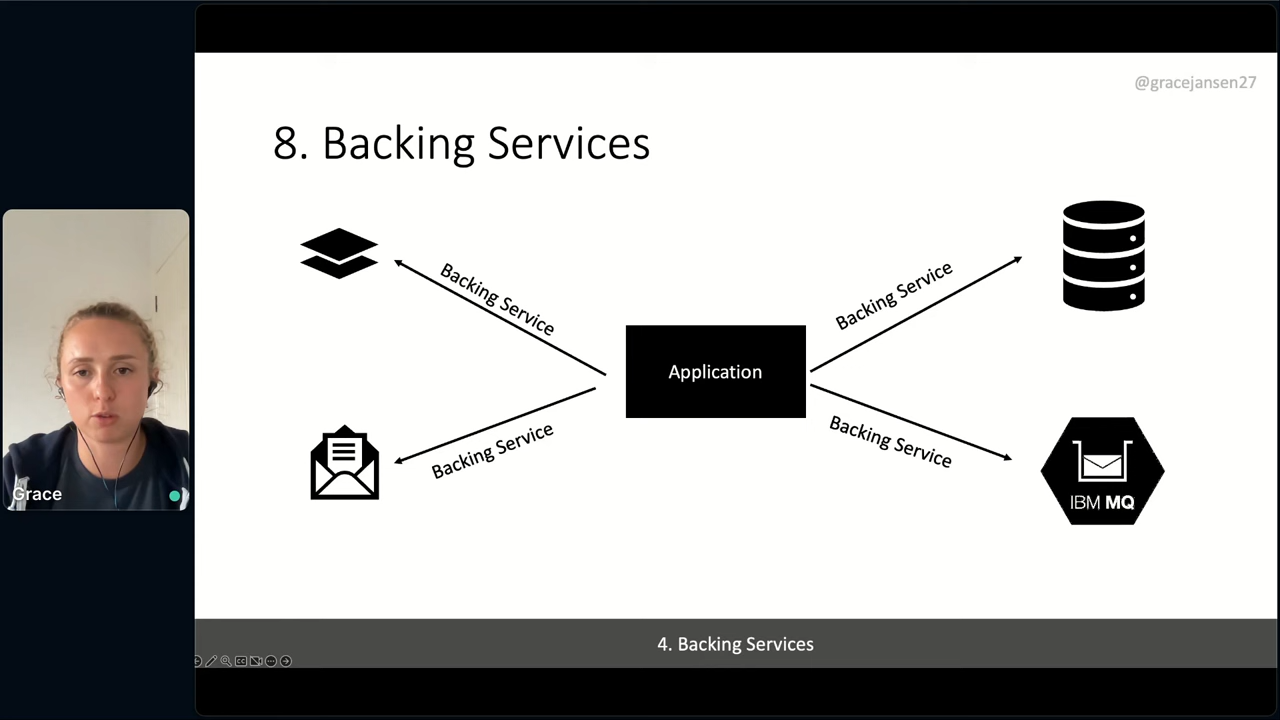 @gracejansen27
8. Backing Services
Backing Service
Backing Service
Application
Backing Service
Backing Service
IBM MQ
Grace
4. Backing Services